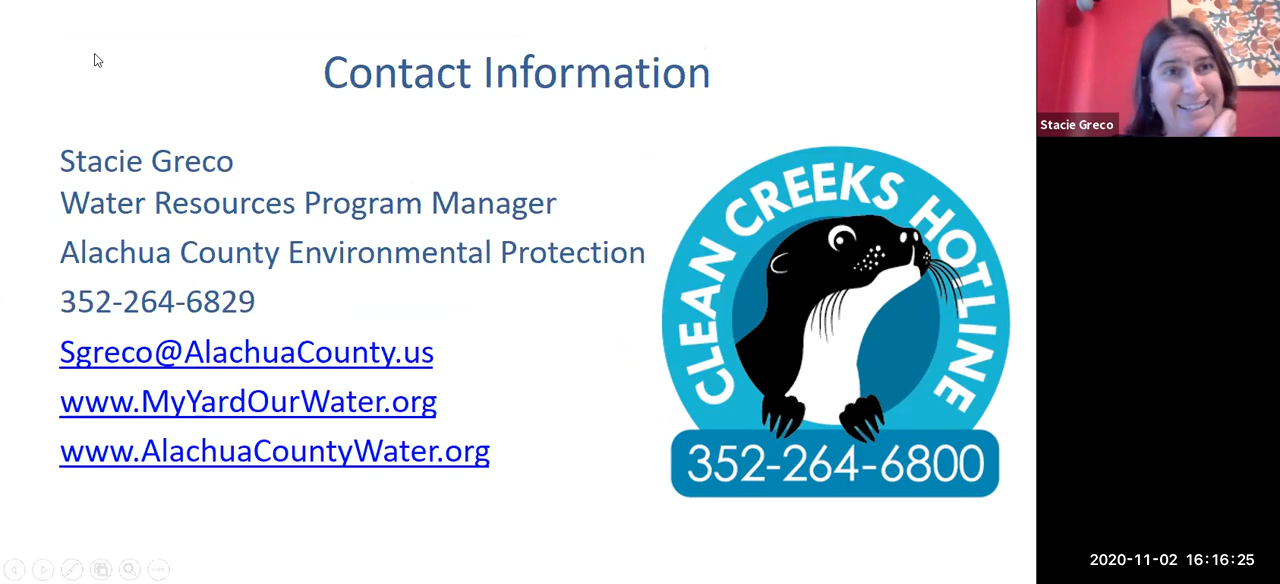 Contact Information
Stacie Greco
Water Resources Program Manager
Alachua County Environmental Protection
352-264-6829
Sgreco@AlachuaCounty.us
www.MyYardOurWater.org
www.AlachuaCountyWater.org
CLEAN CREEKS HOTLINE
352-264-6800
Stacie Greco
2020-11-02 16:16:25